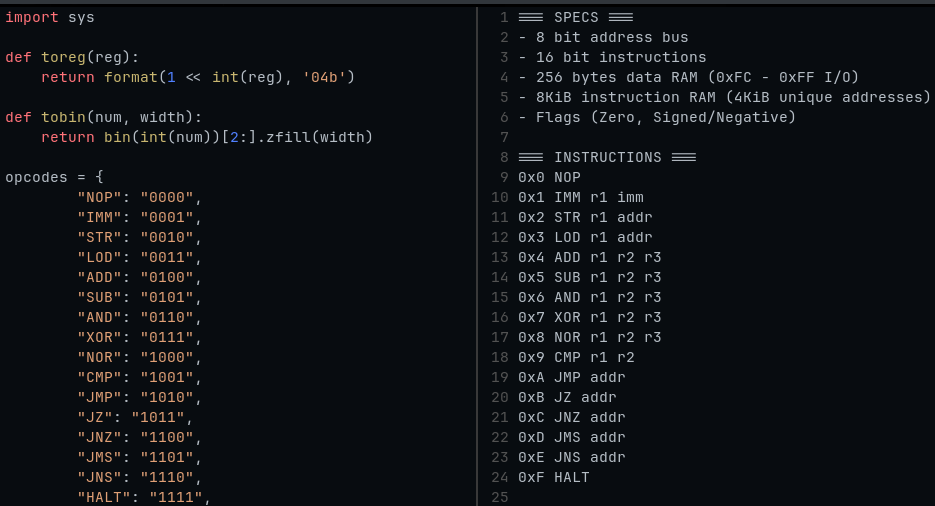 import sys

def toreg(reg):
    return format(1 << int(reg), '04b')

def tobin(num, width):
    return bin(int(num))[2:].zfill(width)

opcodes = {
        "NOP": "0000",
        "IMM": "0001",
        "STR": "0010",
        "LOD": "0011",
        "ADD": "0100",
        "SUB": "0101",
        "AND": "0110",
        "XOR": "0111",
        "NOR": "1000",
        "CMP": "1001",
        "JMP": "1010",
        "JZ": "1011",
        "JNZ": "1100",
        "JMS": "1101",
        "JNS": "1110",
        "HALT": "1111",

1 === SPECS ===
2 - 8 bit address bus
3 - 16 bit instructions
4 - 256 bytes data RAM (0xFC - 0xFF I/O)
5 - 8KiB instruction RAM (4KiB unique addresses)
6 - Flags (Zero, Signed/Negative)
7
8 === INSTRUCTIONS ===
9 0x0 NOP
10 0x1 IMM r1 imm
11 0x2 STR r1 addr
12 0x3 LOD r1 addr
13 0x4 ADD r1 r2 r3
14 0x5 SUB r1 r2 r3
15 0x6 AND r1 r2 r3
16 0x7 XOR r1 r2 r3
17 0x8 NOR r1 r2 r3
18 0x9 CMP r1 r2
19 0xA JMP addr
20 0xB JZ addr
21 0xC JNZ addr
22 0xD JMS addr
23 0xE JNS addr
24 0xF HALT
25